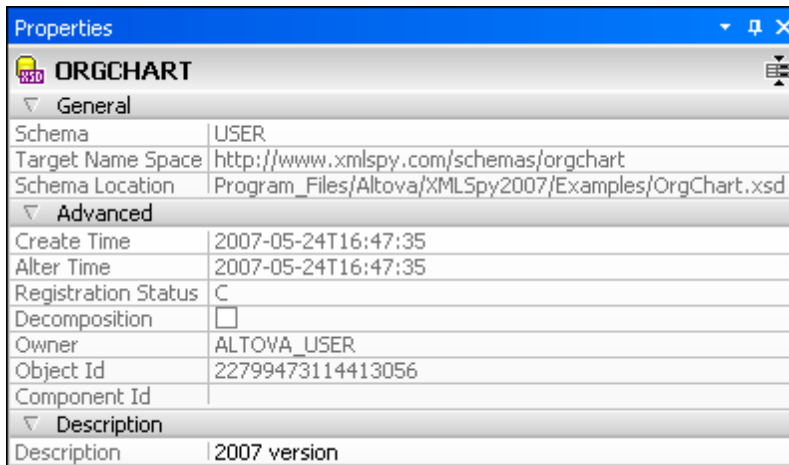 Properties
XSD ORGCHART
General
Schema USER
Target Name Space http://www.xmlspy.com/schemas/orgchart
Schema Location Program_Files/Altova/XMLSpy2007/Examples/OrgChart.xsd
Advanced
Create Time 2007-05-24T16:47:35
Alter Time 2007-05-24T16:47:35
Registration Status C
Decomposition
Owner ALTOVA_USER
Object Id 22799473114413056
Component Id
Description
Description 2007 version